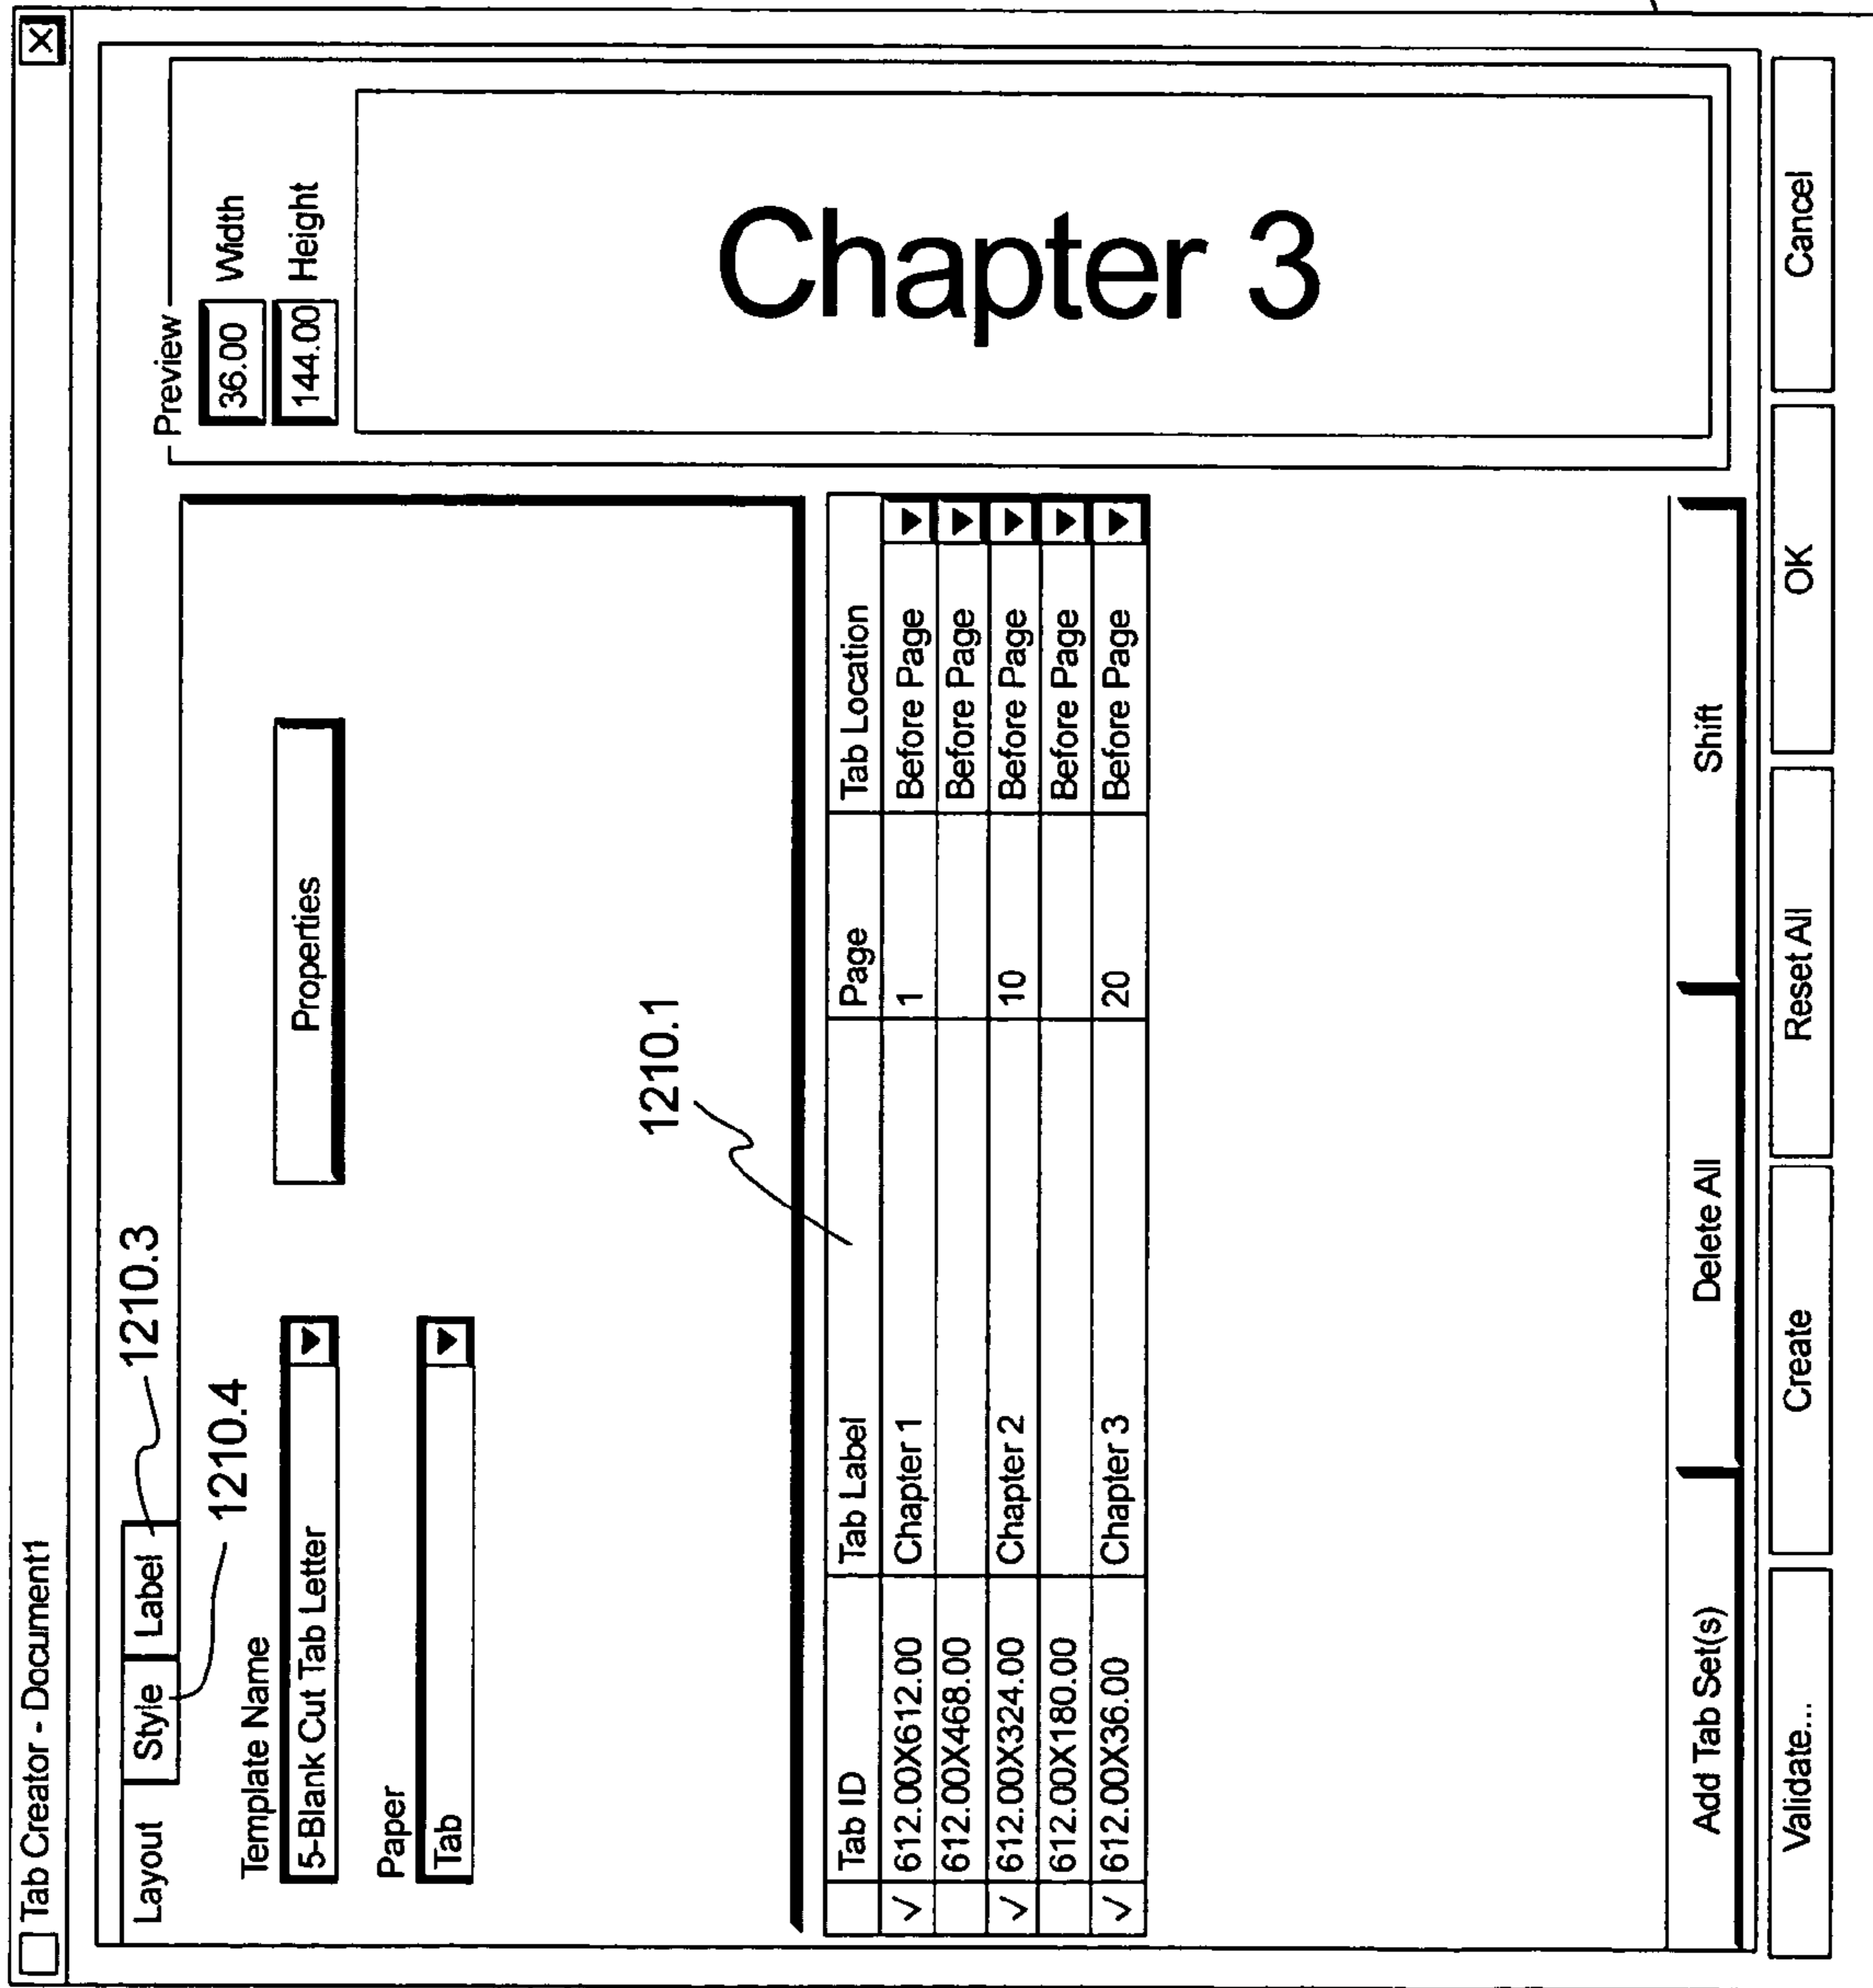 Tab Creator - Document1
X
Layout Style Label
1210.3
1210.4
Template Name
5-Blank Cut Tab Letter
Properties
Paper
Tab
1210.1
Preview
36.00 Width
144.00 Height
Chapter 3
Tab ID Tab Label Page Tab Location
√ 612.00X612.00 Chapter 1 1 Before Page
612.00X468.00 Before Page
√ 612.00X324.00 Chapter 2 10 Before Page
612.00X180.00 Before Page
√ 612.00X36.00 Chapter 3 20 Before Page
Add Tab Set(s) Delete All Shift
Validate... Create Reset All OK Cancel